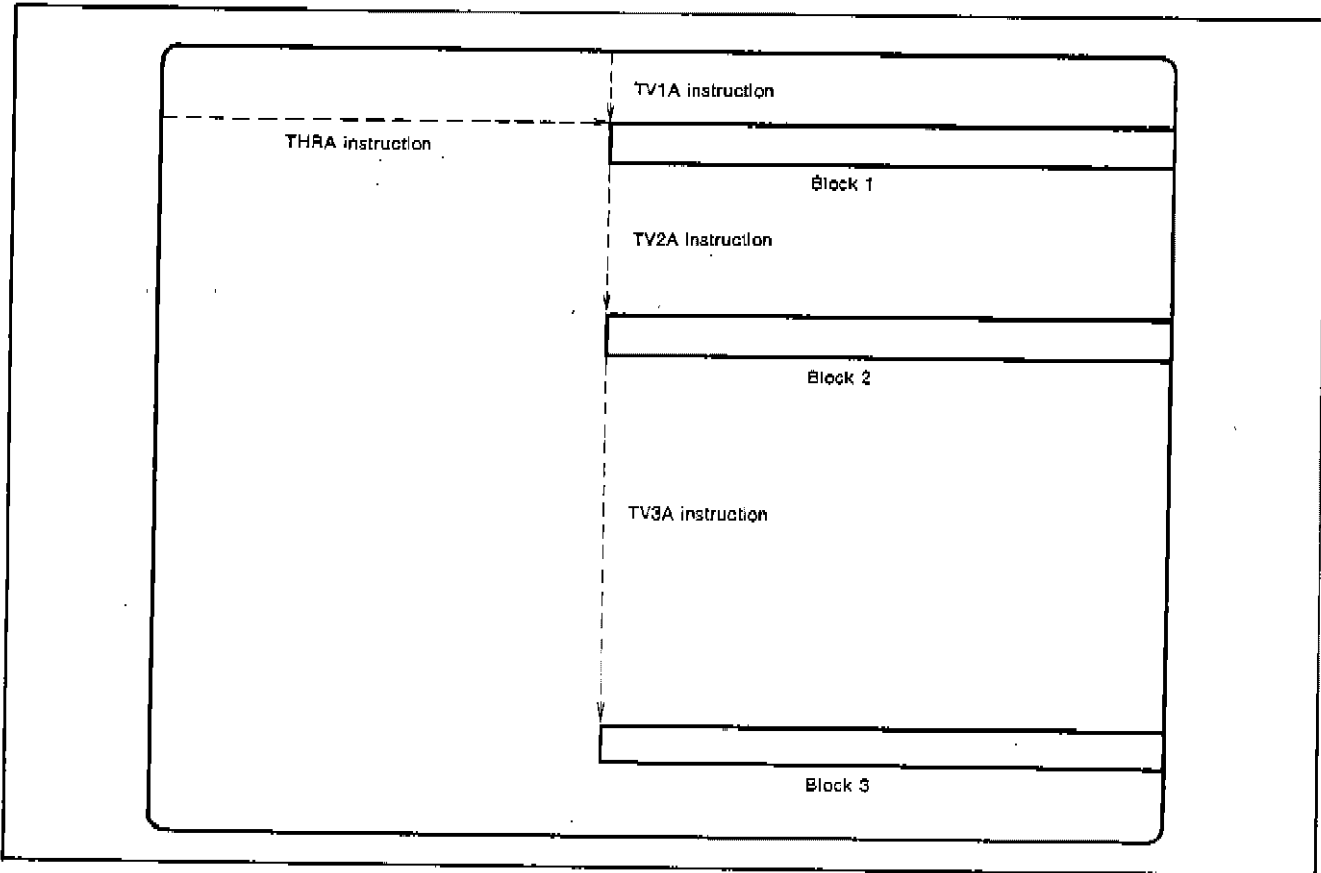 TV1A instruction
THRA instruction
Block 1
TV2A instruction
Block 2
TV3A instruction
Block 3